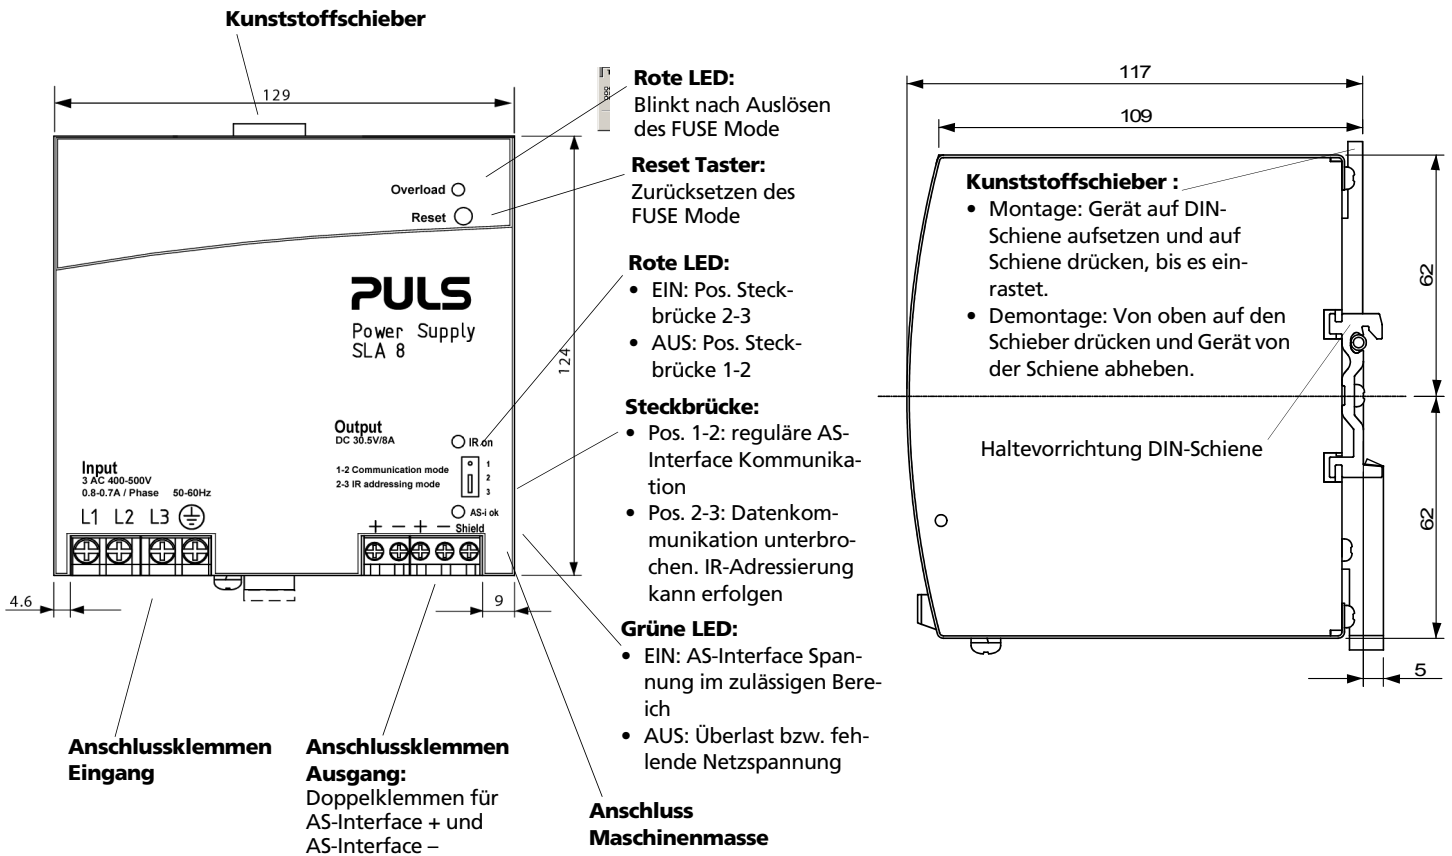 Kunststoffschieber
129
Overload
Reset
PULS
Power Supply
SLA 8
124
Output
DC 30.5V/8A
IR on
1-2 Communication mode
2-3 IR addressing mode
1
2
3
AS-i ok
Input
3 AC 400-500V
0.8-0.7A / Phase 50-60Hz
L1 L2 L3
+ − + −
Shield
4.6
9
Anschlussklemmen
Eingang
Anschlussklemmen
Ausgang:
Doppelklemmen für
AS-Interface + und
AS-Interface –
Rote LED:
Blinkt nach Auslösen
des FUSE Mode
Reset Taster:
Zurücksetzen des
FUSE Mode
Rote LED:
• EIN: Pos. Steck-
brücke 2-3
• AUS: Pos. Steck-
brücke 1-2
Steckbrücke:
• Pos. 1-2: reguläre AS-
Interface Kommunika-
tion
• Pos. 2-3: Datenkom-
munikation unterbro-
chen. IR-Adressierung
kann erfolgen
Grüne LED:
• EIN: AS-Interface Span-
nung im zulässigen Bere-
ich
• AUS: Überlast bzw. feh-
lende Netzspannung
Anschluss
Maschinenmasse
117
109
Kunststoffschieber :
• Montage: Gerät auf DIN-
Schiene aufsetzen und auf
Schiene drücken, bis es ein-
rastet.
• Demontage: Von oben auf den
Schieber drücken und Gerät von
der Schiene abheben.
Haltevorrichtung DIN-Schiene
62
62
5